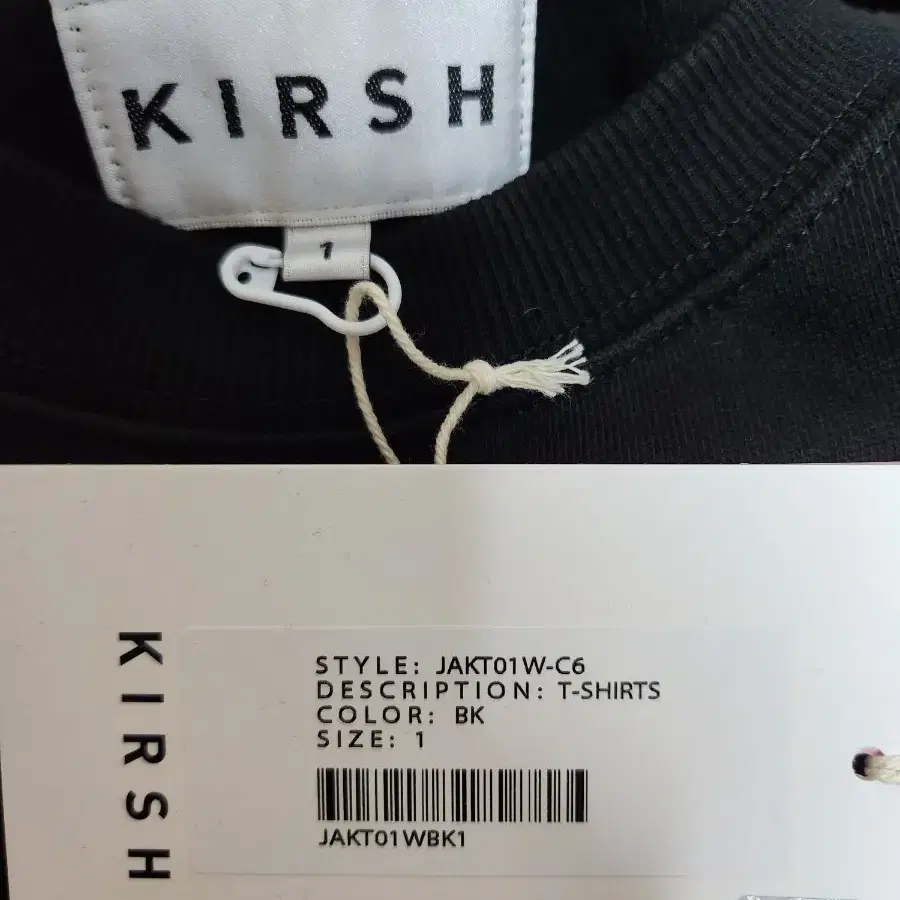 KIRSH
1
KIRSH
STYLE: JAKT01W-C6
DESCRIPTION: T-SHIRTS
COLOR: BK
SIZE: 1
JAKT01WBK1